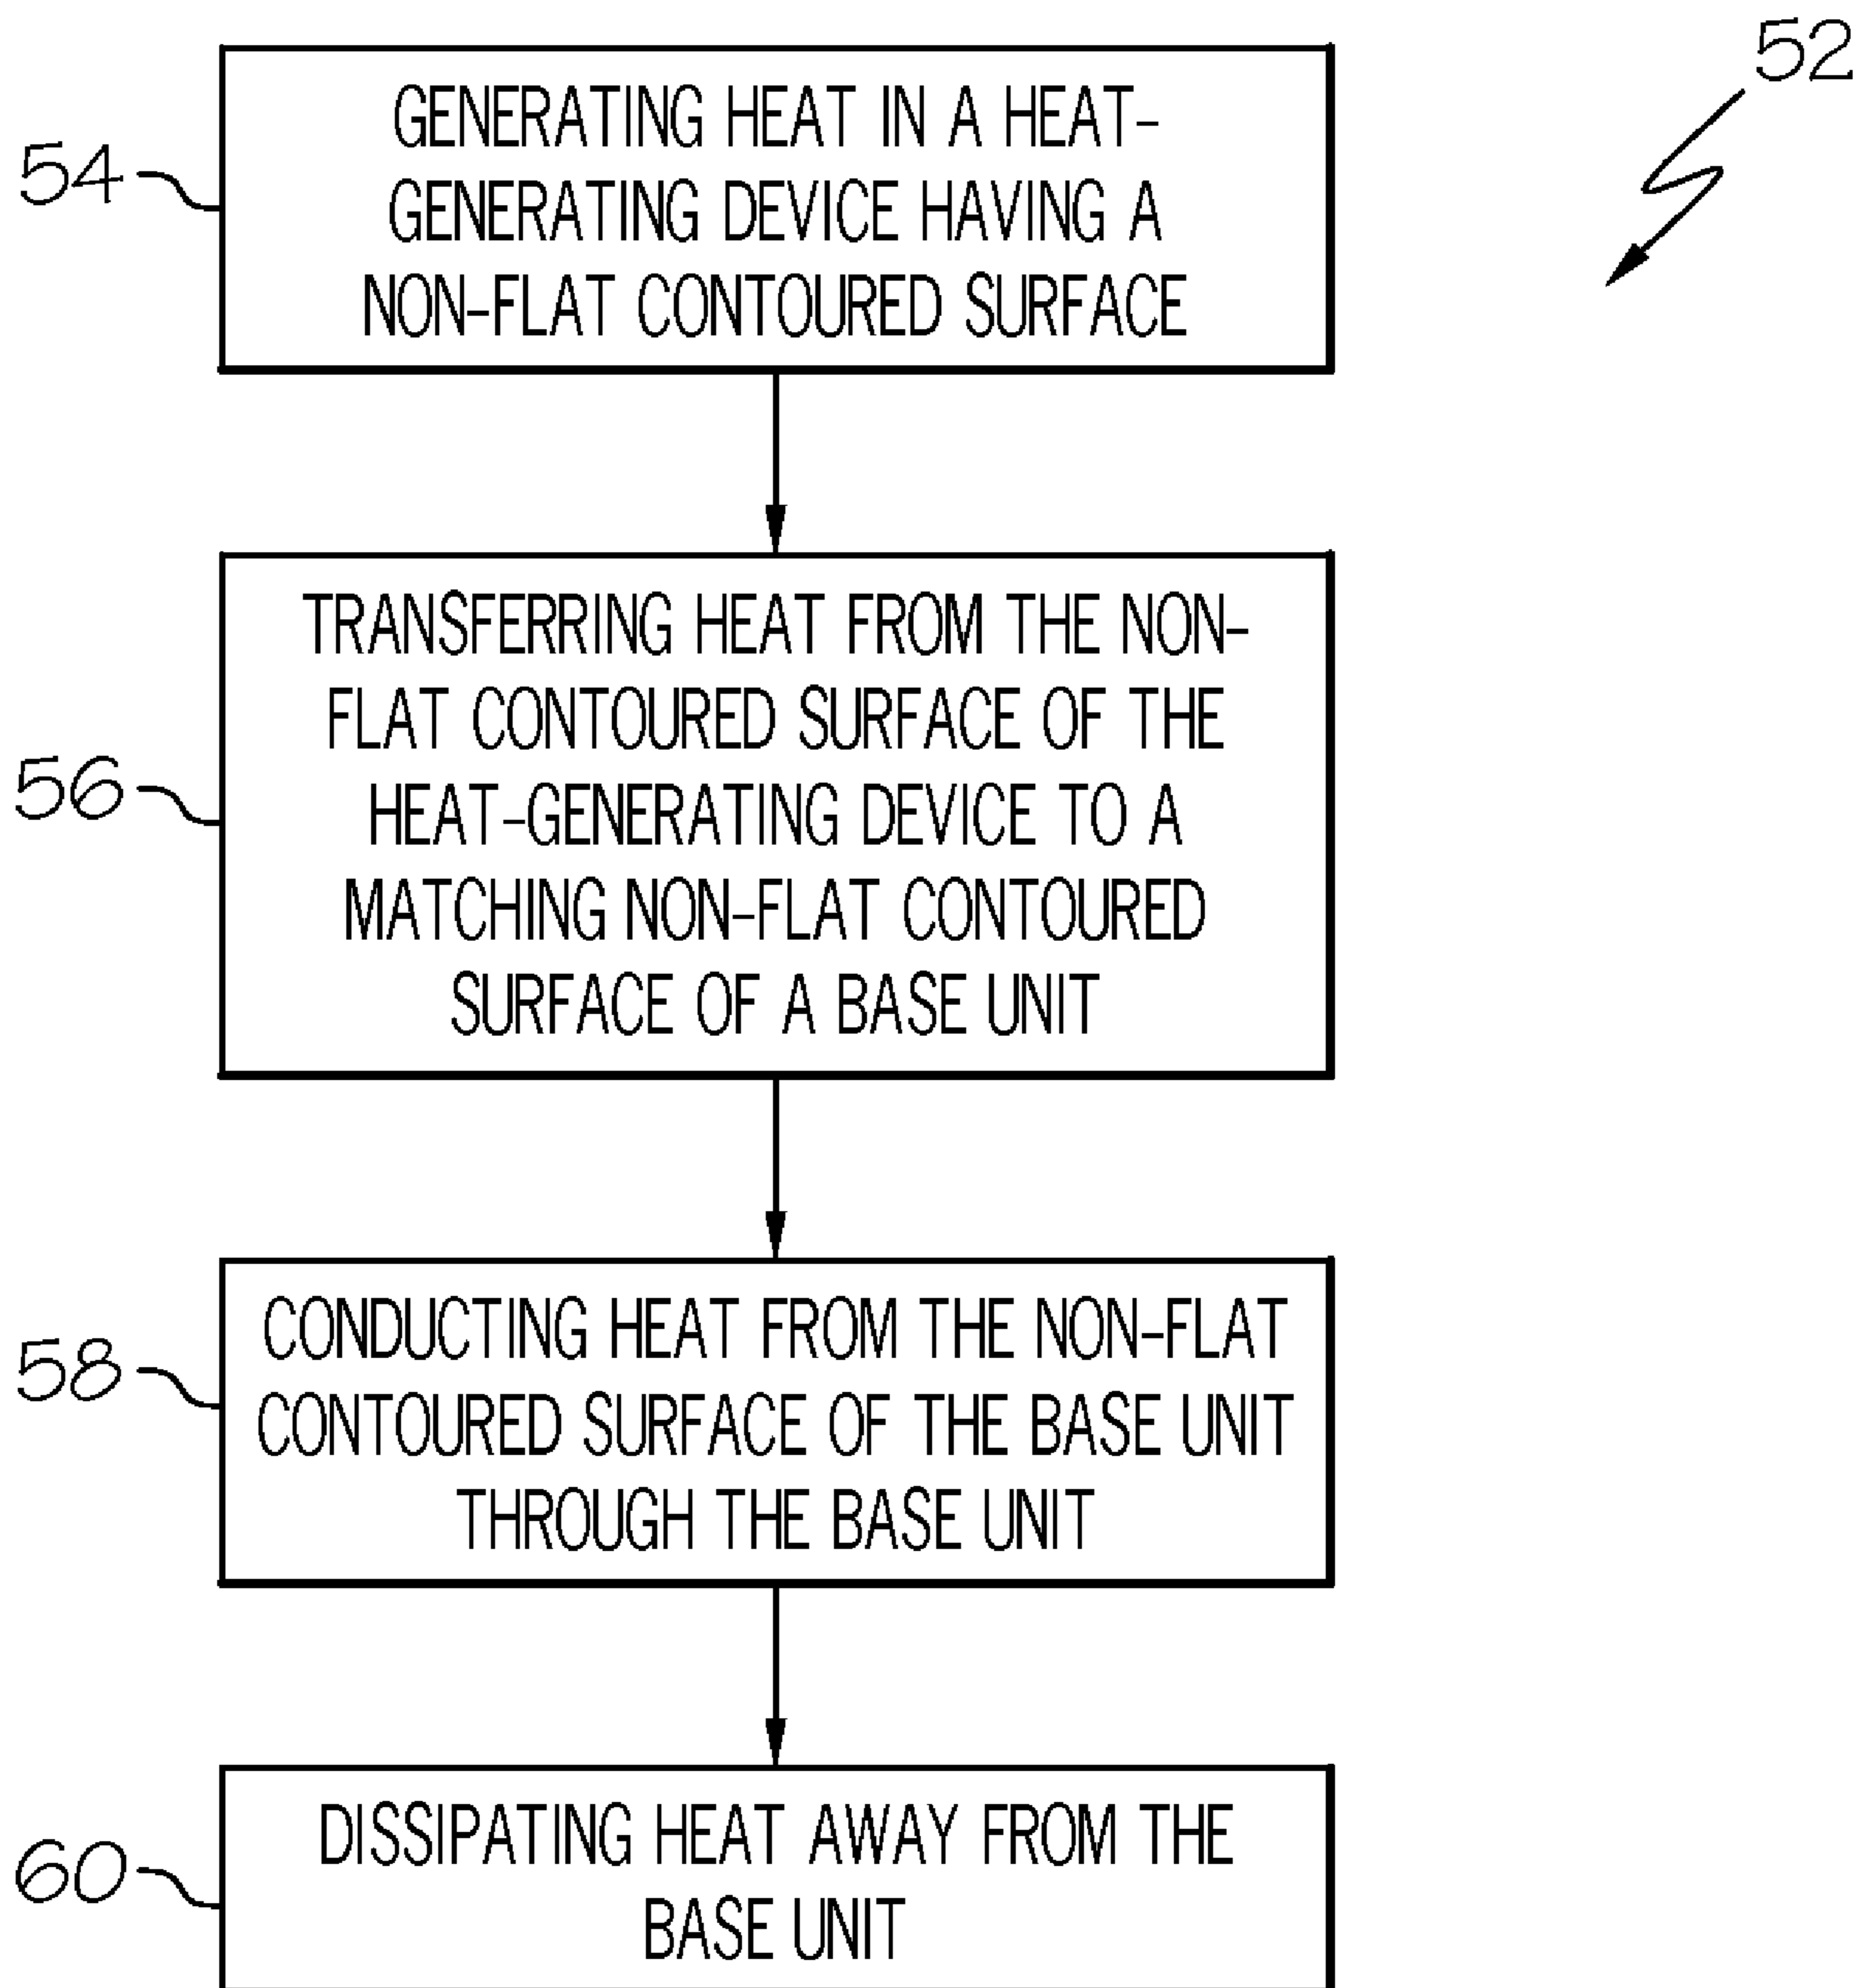 52
54
GENERATING HEAT IN A HEAT-
GENERATING DEVICE HAVING A
NON-FLAT CONTOURED SURFACE
56
TRANSFERRING HEAT FROM THE NON-
FLAT CONTOURED SURFACE OF THE
HEAT-GENERATING DEVICE TO A
MATCHING NON-FLAT CONTOURED
SURFACE OF A BASE UNIT
58
CONDUCTING HEAT FROM THE NON-FLAT
CONTOURED SURFACE OF THE BASE UNIT
THROUGH THE BASE UNIT
60
DISSIPATING HEAT AWAY FROM THE
BASE UNIT